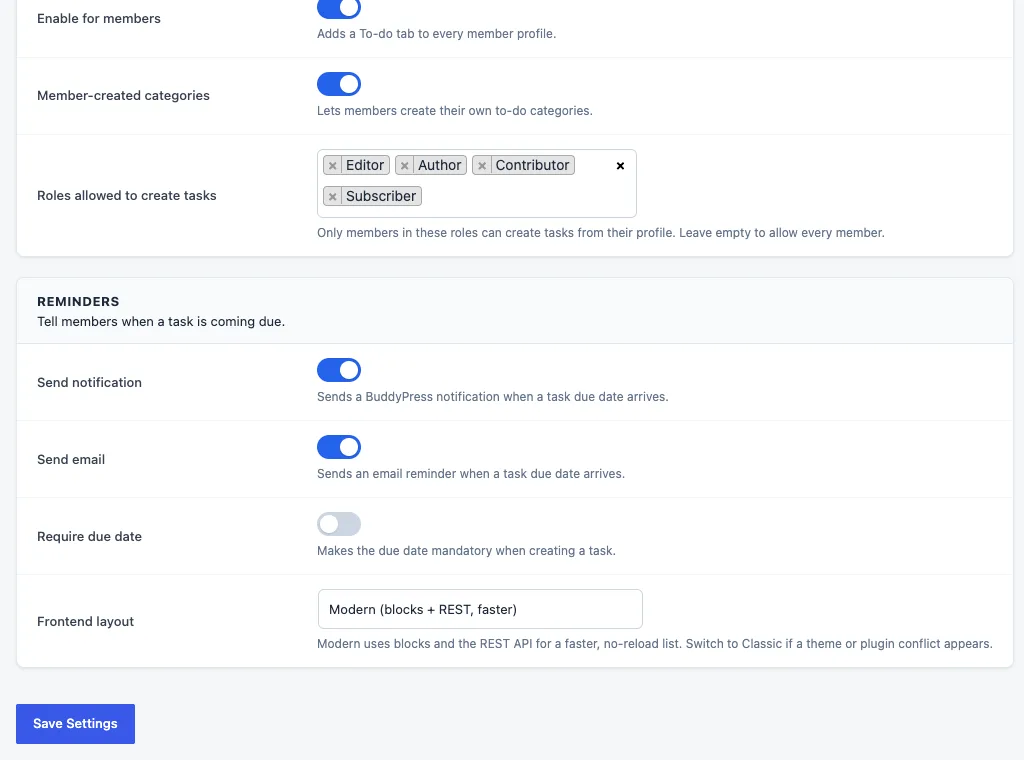 Enable for members
Adds a To-do tab to every member profile.
Member-created categories
Lets members create their own to-do categories.
Roles allowed to create tasks
× Editor × Author × Contributor ×
× Subscriber
Only members in these roles can create tasks from their profile. Leave empty to allow every member.
REMINDERS
Tell members when a task is coming due.
Send notification
Sends a BuddyPress notification when a task due date arrives.
Send email
Sends an email reminder when a task due date arrives.
Require due date
Makes the due date mandatory when creating a task.
Frontend layout
Modern (blocks + REST, faster)
Modern uses blocks and the REST API for a faster, no-reload list. Switch to Classic if a theme or plugin conflict appears.
Save Settings